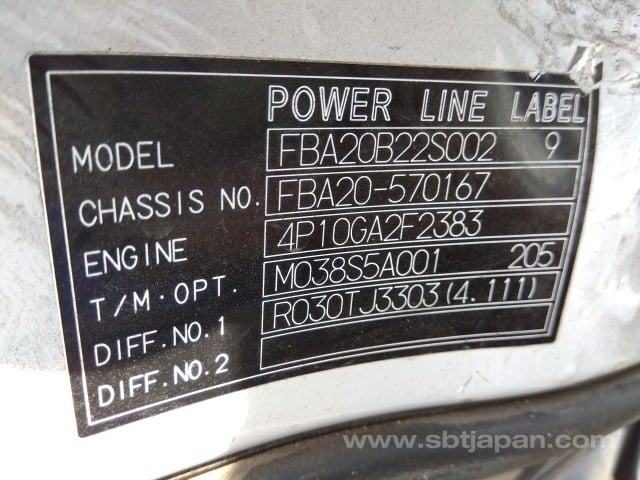 POWER LINE LABEL
MODEL FBA20B22S002 9
CHASSIS NO. FBA20-570167
ENGINE 4P10GA2F2383
T/M·OPT. M038S5A001 205
DIFF.NO.1 R030TJ3303(4.111)
DIFF.NO.2
www.sbtjapan.com